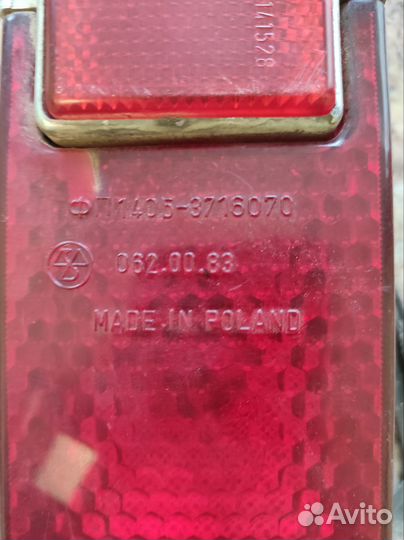 141528
ФП1405-3716070
062.00.83
MADE IN POLAND
Avito